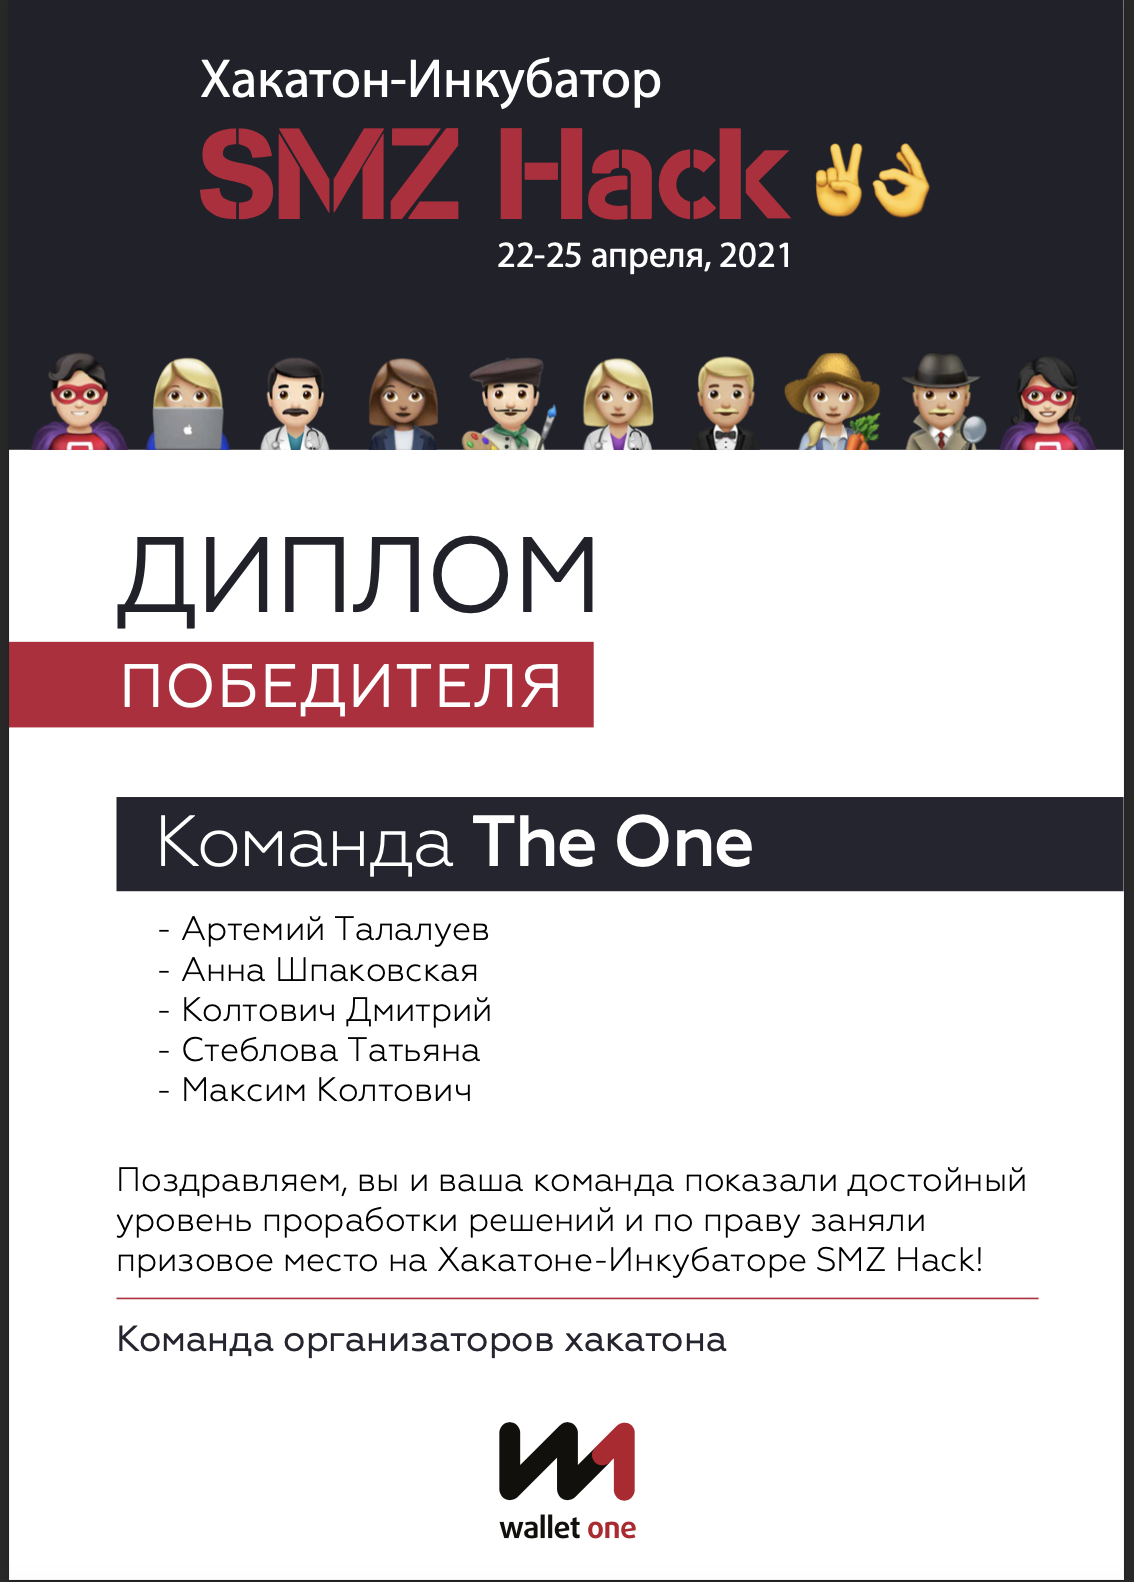 Хакатон-Инкубатор
SMZ Hack ✌️👌
22-25 апреля, 2021
ДИПЛОМ
ПОБЕДИТЕЛЯ
Команда The One
- Артемий Талалуев
- Анна Шпаковская
- Колтович Дмитрий
- Стеблова Татьяна
- Максим Колтович
Поздравляем, вы и ваша команда показали достойный
уровень проработки решений и по праву заняли
призовое место на Хакатоне-Инкубаторе SMZ Hack!
Команда организаторов хакатона
wallet one